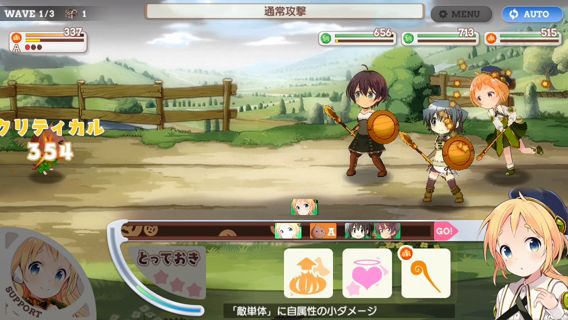 WAVE 1/3 1
通常攻撃
MENU
AUTO
337
A
656
713
515
クリティカル
354
A
GO!
とっておき
SUPPORT
「敵単体」に自属性の小ダメージ